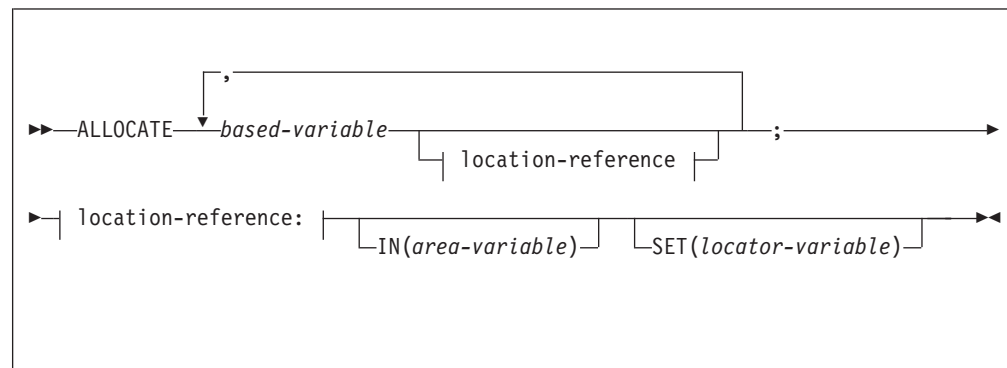 ,
ALLOCATE based-variable ;
location-reference
location-reference:
IN(area-variable) SET(locator-variable)